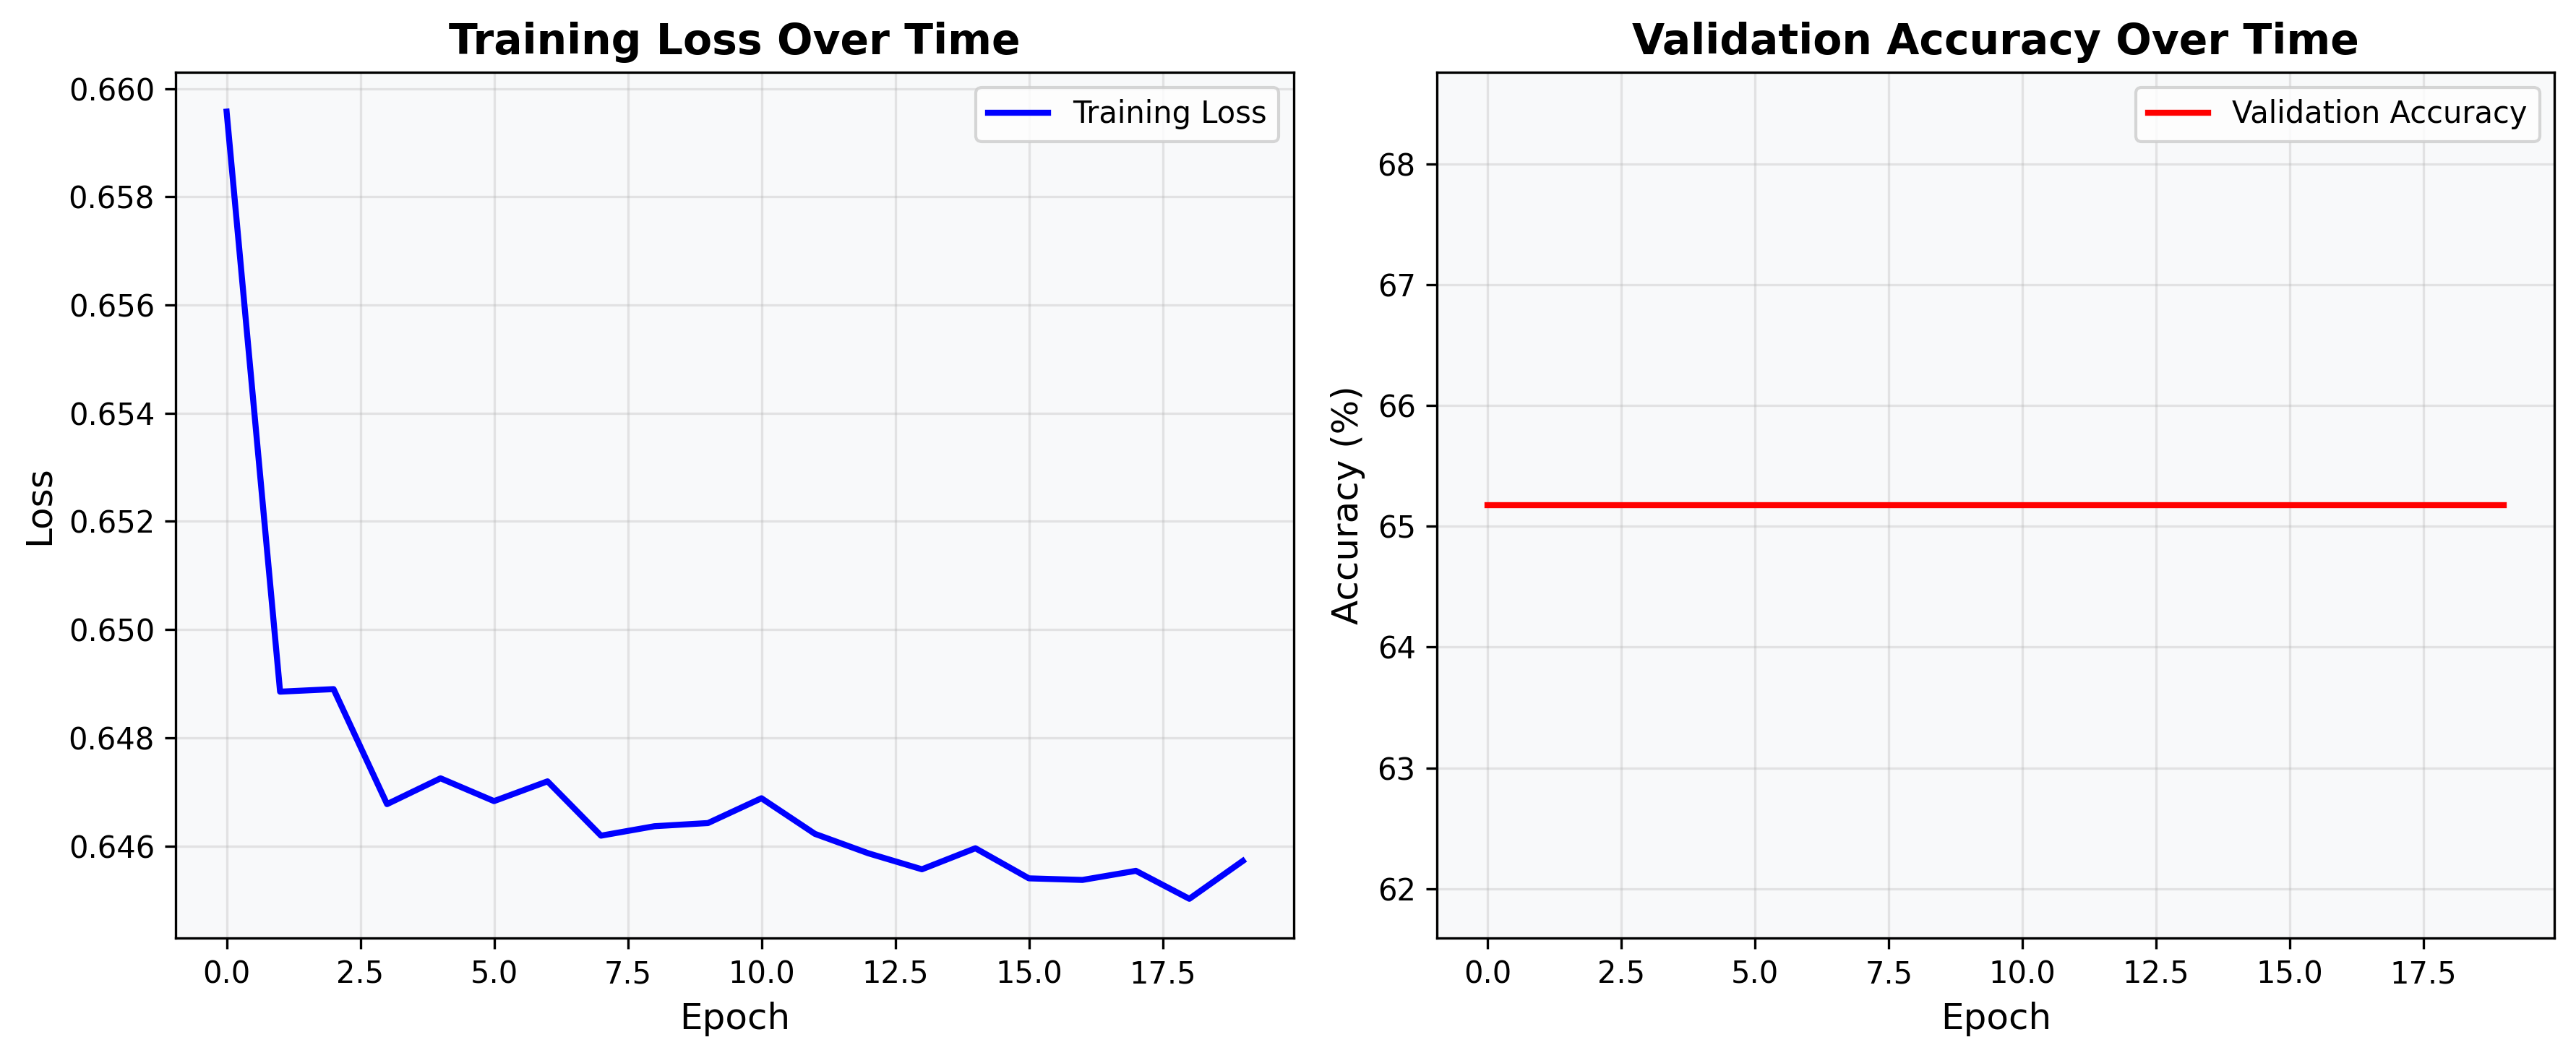 Training Loss Over Time
Training Loss
0.660
0.658
0.656
0.654
0.652
0.650
0.648
0.646
Loss
0.0 2.5 5.0 7.5 10.0 12.5 15.0 17.5
Epoch
Validation Accuracy Over Time
Validation Accuracy
68
67
66
65
64
63
62
Accuracy (%)
0.0 2.5 5.0 7.5 10.0 12.5 15.0 17.5
Epoch